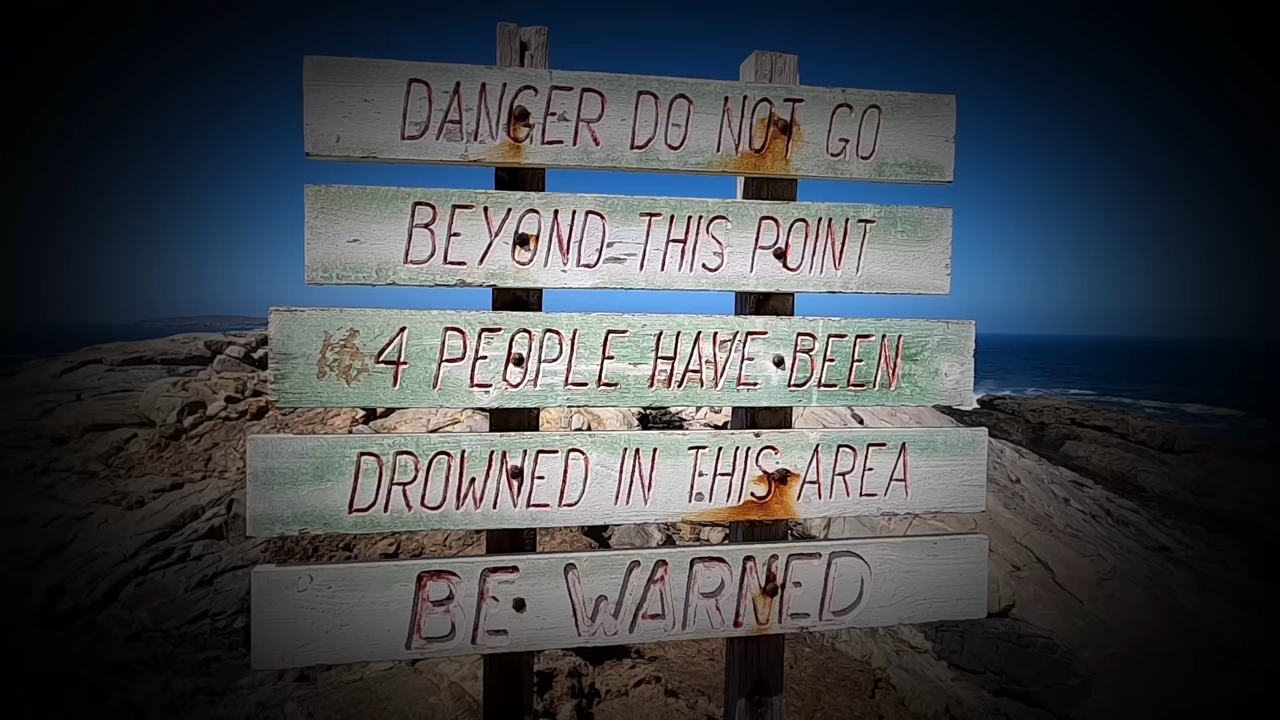 DANGER DO NOT GO
BEYOND THIS POINT
4 PEOPLE HAVE BEEN
DROWNED IN THIS AREA
BE WARNED